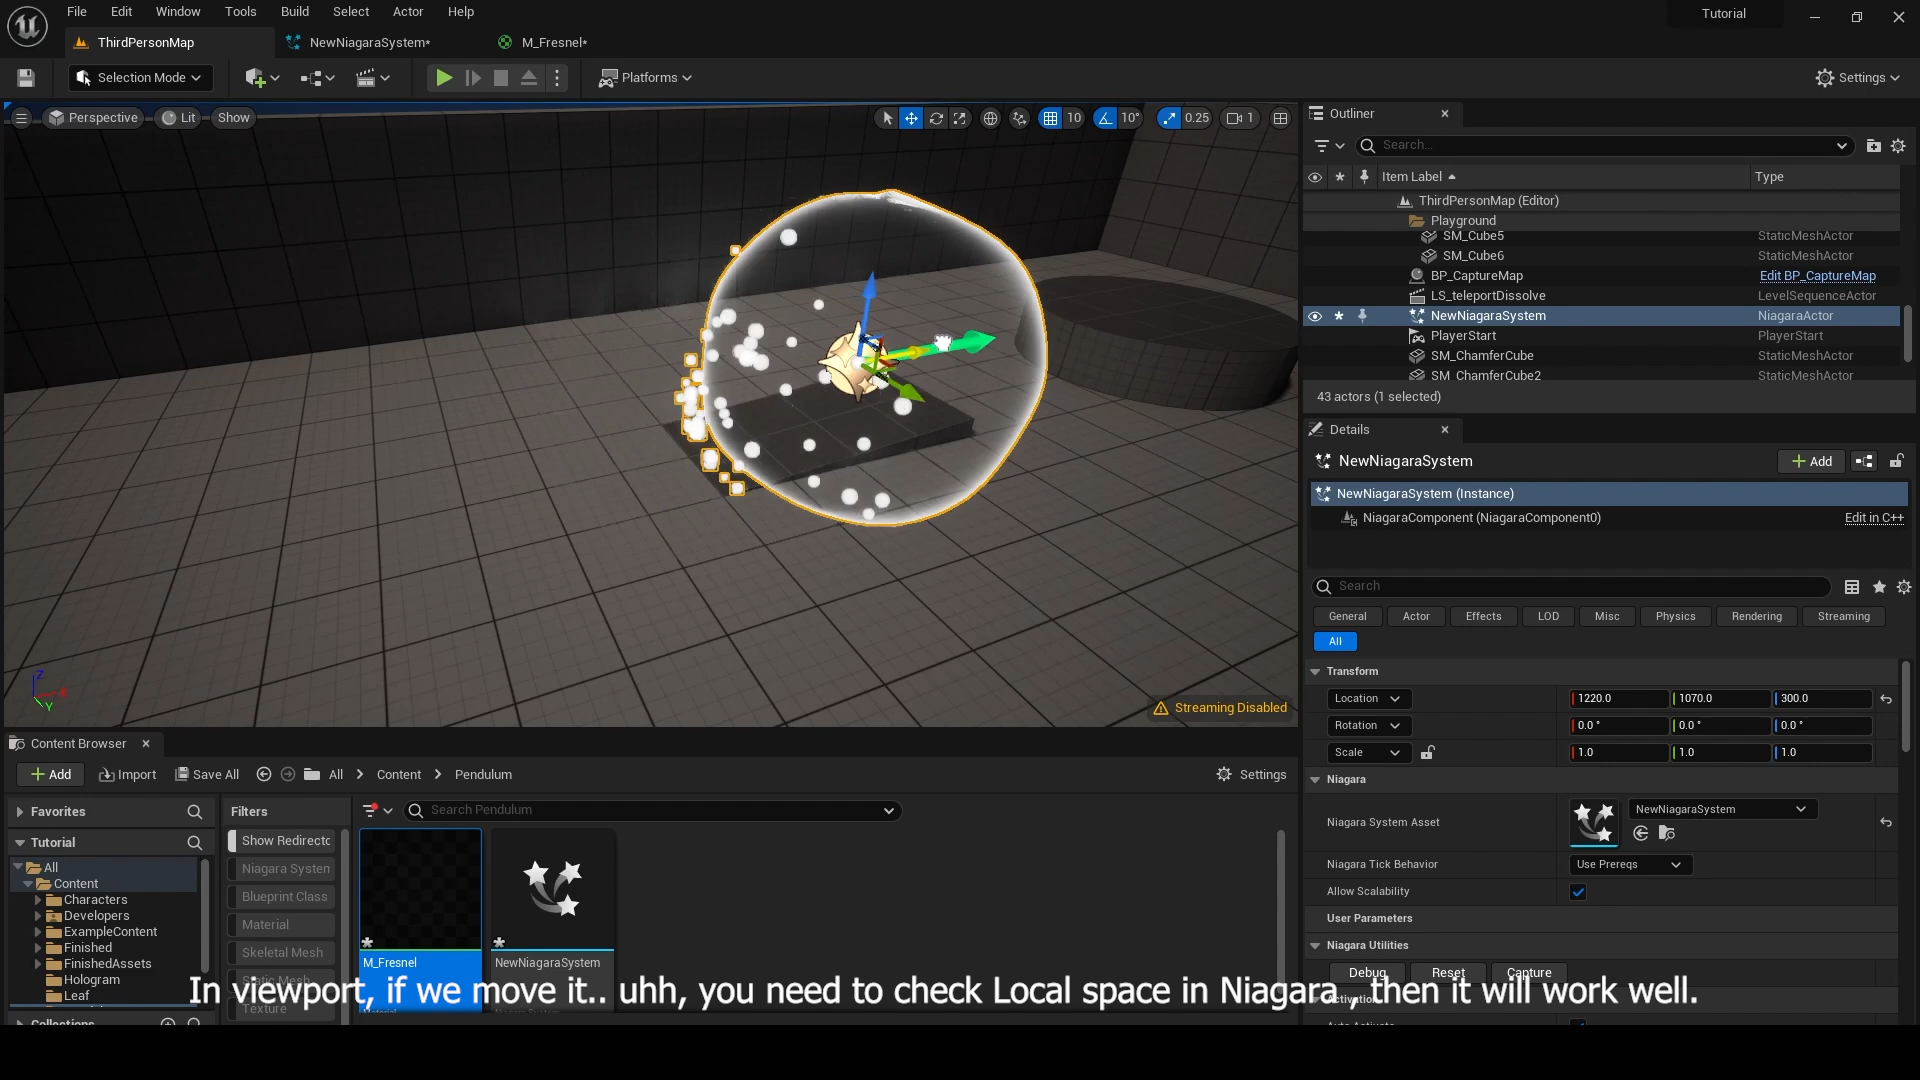 File Edit Window Tools Build Select Actor Help
Tutorial
ThirdPersonMap
NewNiagaraSystem*
M_Fresnel*
Selection Mode
Platforms
Settings
Perspective
Lit
Show
10
10°
0.25
1
Z
X
Y
Streaming Disabled
Outliner
Search...
Item Label
Type
ThirdPersonMap (Editor)
Playground
SM_Cube5 StaticMeshActor
SM_Cube6 StaticMeshActor
BP_CaptureMap Edit BP_CaptureMap
LS_teleportDissolve LevelSequenceActor
NewNiagaraSystem NiagaraActor
PlayerStart PlayerStart
SM_ChamferCube StaticMeshActor
SM_ChamferCube2 StaticMeshActor
43 actors (1 selected)
Details
NewNiagaraSystem
Add
NewNiagaraSystem (Instance)
NiagaraComponent (NiagaraComponent0) Edit in C++
Search
General Actor Effects LOD Misc Physics Rendering Streaming
All
Transform
Location 1220.0 1070.0 300.0
Rotation 0.0 ° 0.0 ° 0.0 °
Scale 1.0 1.0 1.0
Niagara
Niagara System Asset NewNiagaraSystem
Niagara Tick Behavior Use Prereqs
Allow Scalability
User Parameters
Niagara Utilities
Debug Reset Capture
Content Browser
Add Import Save All All Content Pendulum Settings
Favorites
Tutorial
All
Content
Characters
Developers
ExampleContent
Finished
FinishedAssets
Hologram
Leaf
Collections
Filters
Show Redirectc
Niagara System
Blueprint Class
Material
Skeletal Mesh
Static Mesh
Texture
Search Pendulum
M_Fresnel
NewNiagaraSystem
In viewport, if we move it.. uhh, you need to check Local space in Niagara , then it will work well.